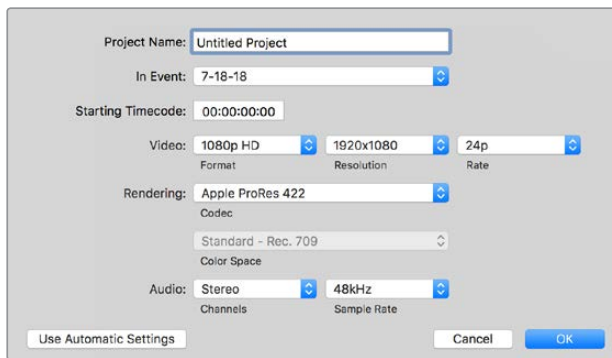 Project Name: Untitled Project
In Event: 7-18-18
Starting Timecode: 00:00:00:00
Video: 1080p HD 1920x1080 24p
Format Resolution Rate
Rendering: Apple ProRes 422
Codec
Standard - Rec. 709
Color Space
Audio: Stereo 48kHz
Channels Sample Rate
Use Automatic Settings Cancel OK